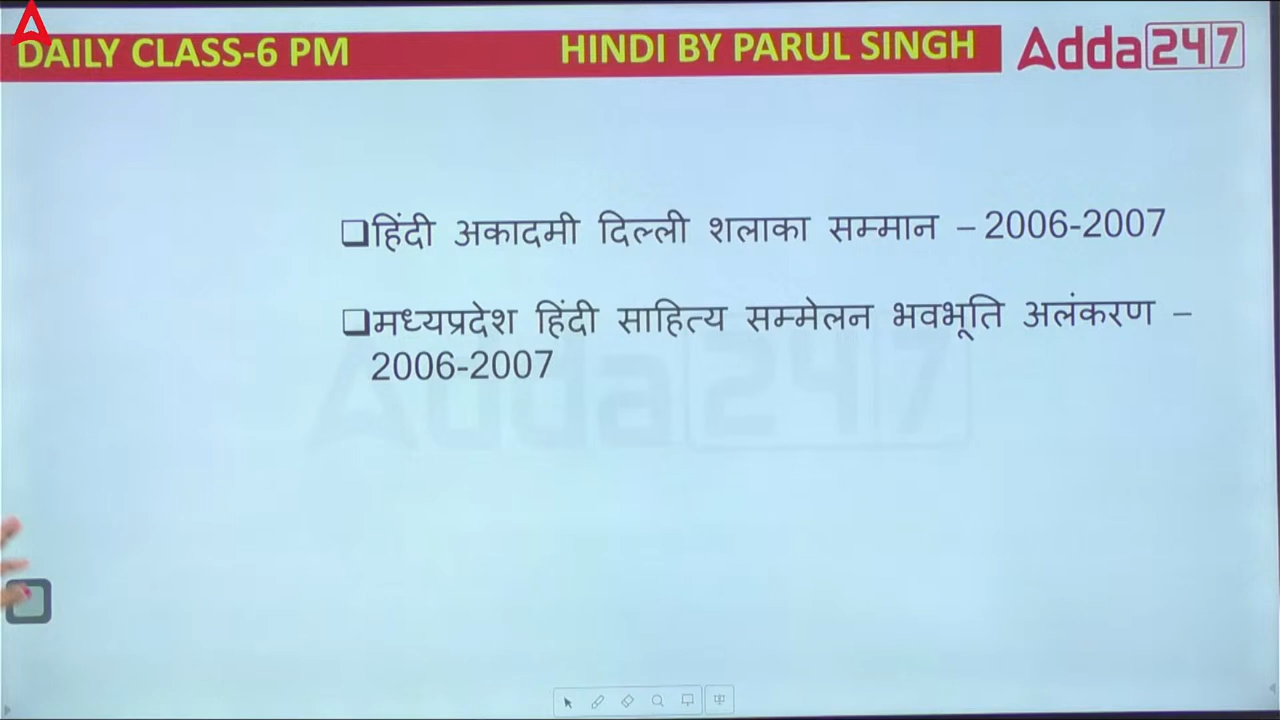 DAILY CLASS-6 PM
HINDI BY PARUL SINGH
Adda247
❑हिंदी अकादमी दिल्ली शलाका सम्मान – 2006-2007
❑मध्यप्रदेश हिंदी साहित्य सम्मेलन भवभूति अलंकरण –
2006-2007
Adda247